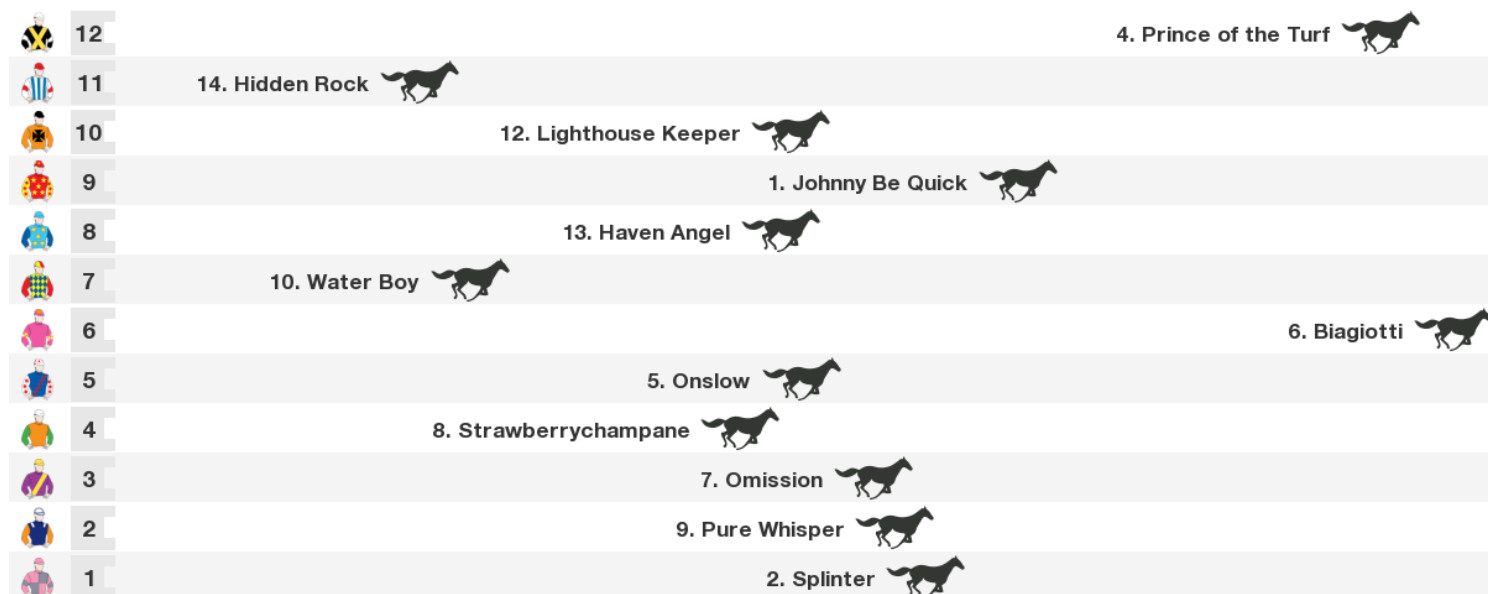 12 4. Prince of the Turf
11 14. Hidden Rock
10 12. Lighthouse Keeper
9 1. Johnny Be Quick
8 13. Haven Angel
7 10. Water Boy
6 6. Biagiotti
5 5. Onslow
4 8. Strawberrychampane
3 7. Omission
2 9. Pure Whisper
1 2. Splinter